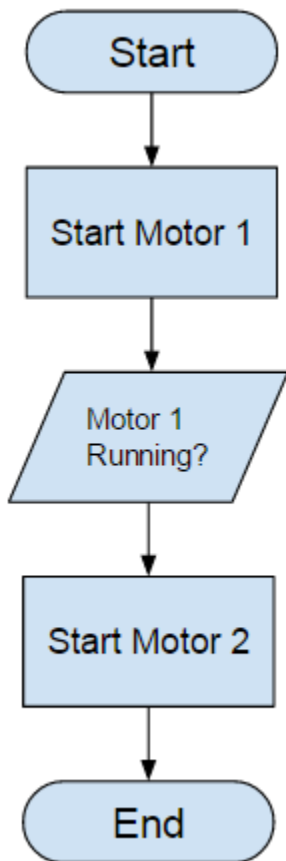 Start
Start Motor 1
Motor 1
Running?
Start Motor 2
End